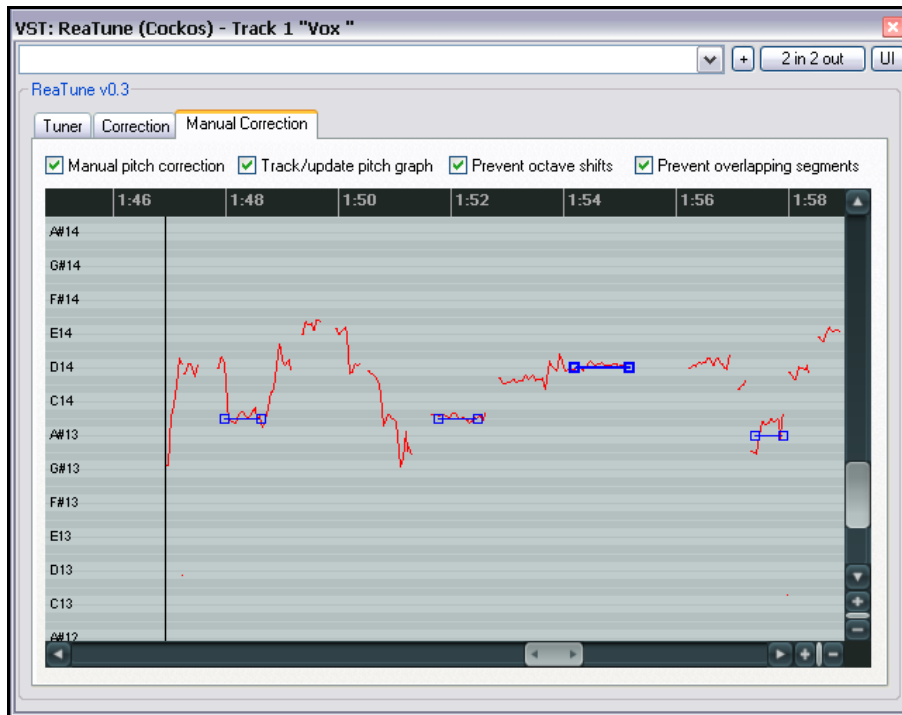 VST: ReaTune (Cockos) - Track 1 "Vox "
+ 2 in 2 out UI
ReaTune v0.3
Tuner Correction Manual Correction
Manual pitch correction Track/update pitch graph Prevent octave shifts Prevent overlapping segments
1:46 1:48 1:50 1:52 1:54 1:56 1:58
A#14
G#14
F#14
E14
D14
C14
A#13
G#13
F#13
E13
D13
C13
A#12